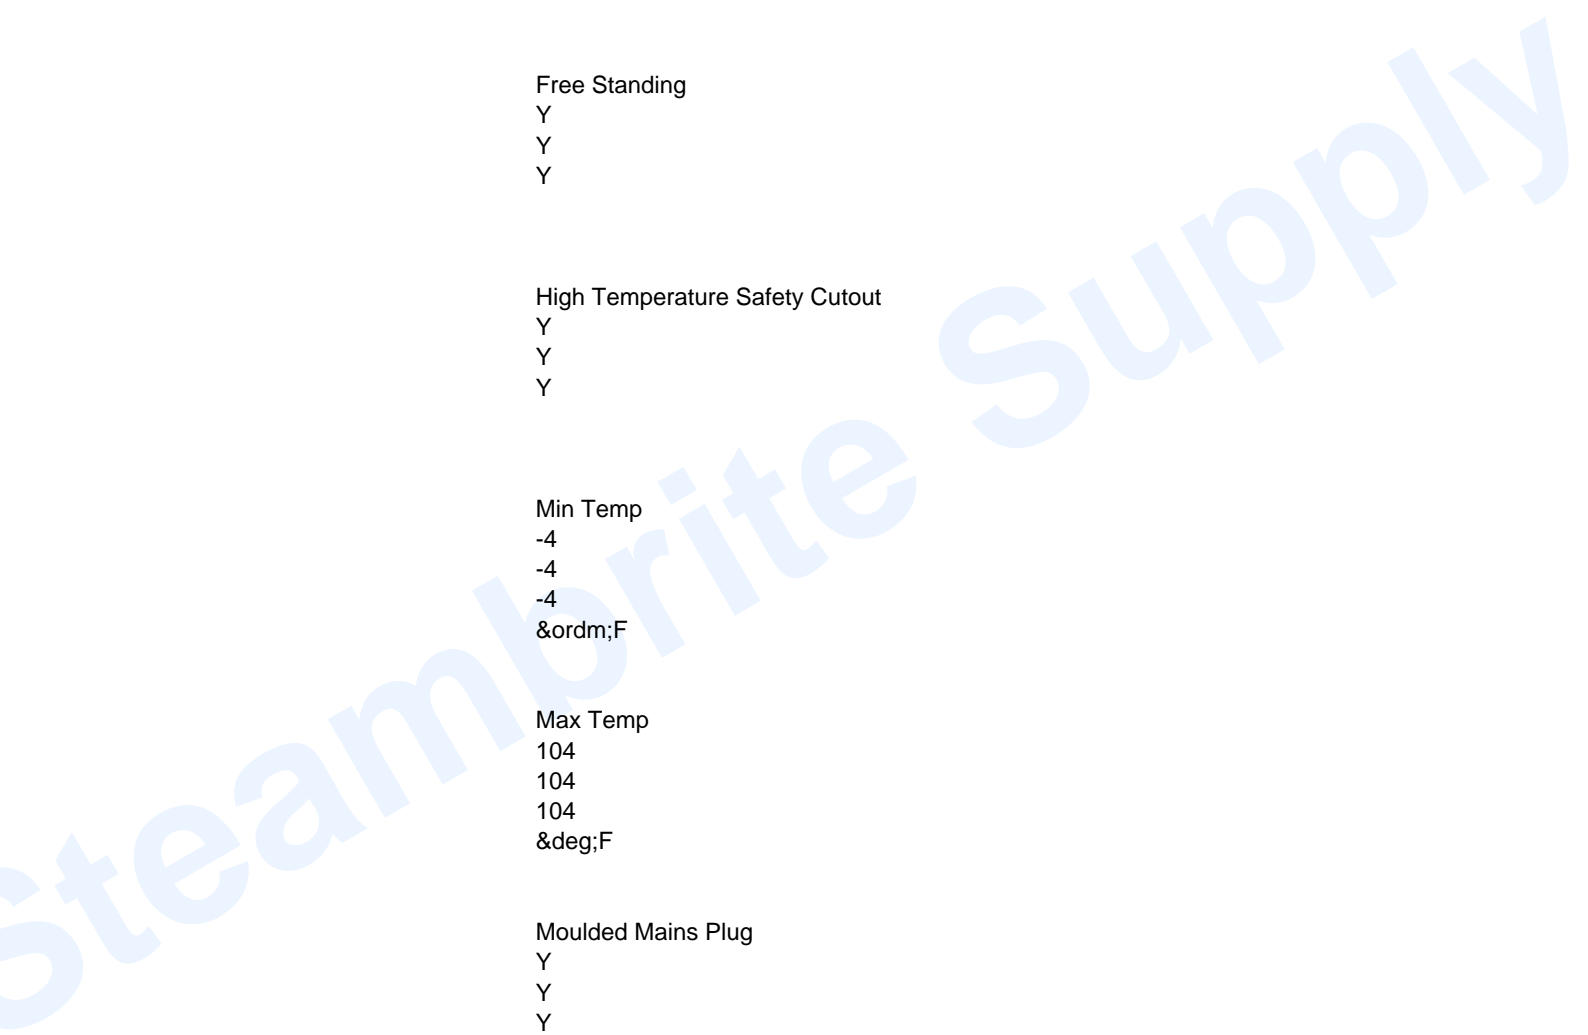 Free Standing
Y
Y
Y
High Temperature Safety Cutout
Y
Y
Y
Min Temp
-4
-4
-4
&ordm;F
Max Temp
104
104
104
&deg;F
Moulded Mains Plug
Y
Y
Y
Steambrite Supply